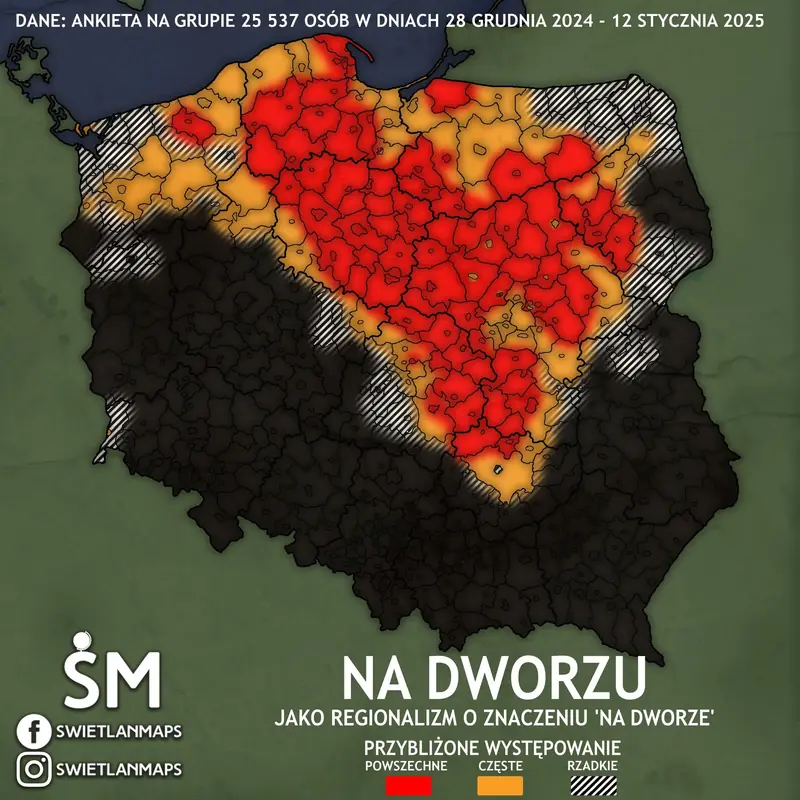 DANE: ANKIETA NA GRUPIE 25 537 OSÓB W DNIACH 28 GRUDNIA 2024 - 12 STYCZNIA 2025
ŚM
SWIETLANMAPS
SWIETLANMAPS
NA DWORZU
JAKO REGIONALIZM O ZNACZENIU 'NA DWORZE'
PRZYBLIŻONE WYSTĘPOWANIE
POWSZECHNE CZĘSTE RZADKIE